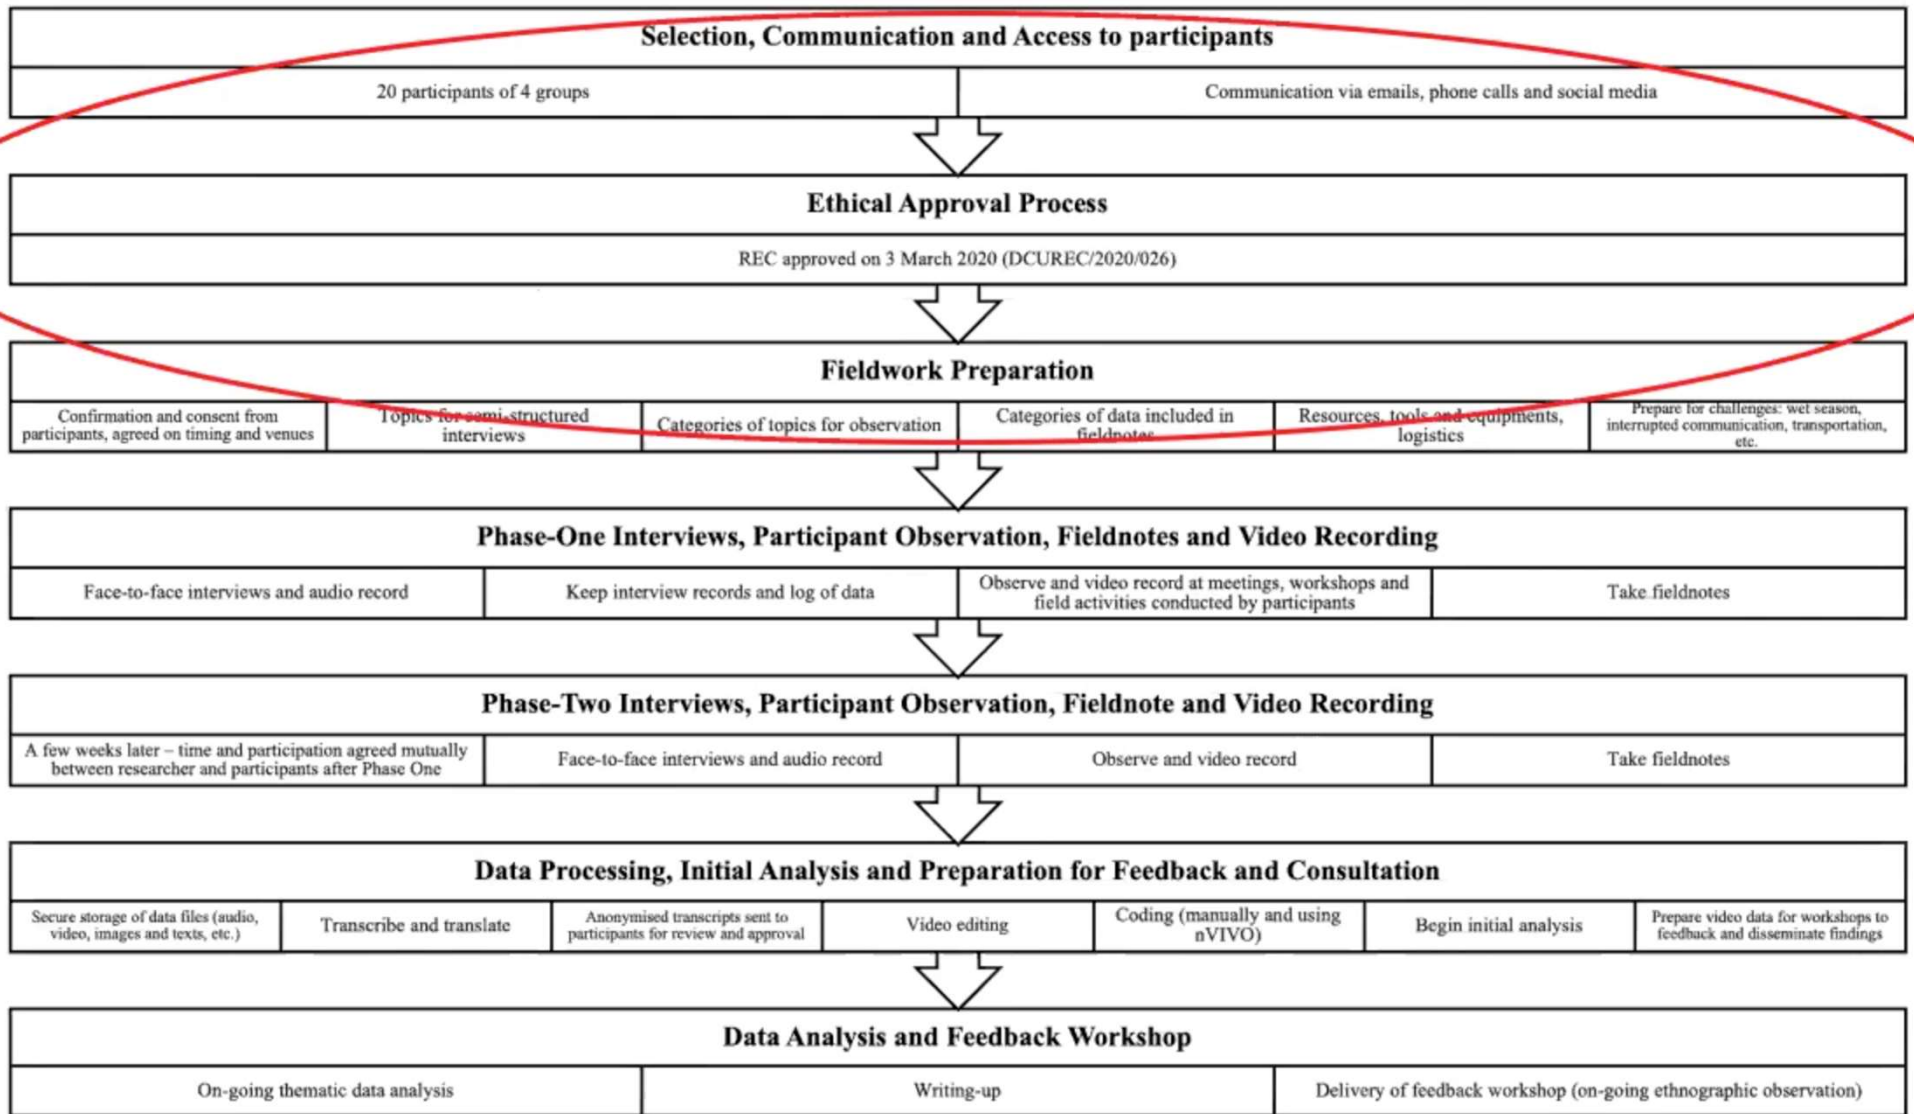 Selection, Communication and Access to participants
20 participants of 4 groups
Communication via emails, phone calls and social media
Ethical Approval Process
REC approved on 3 March 2020 (DCUREC/2020/026)
Fieldwork Preparation
Confirmation and consent from
participants, agreed on timing and venues
Topics for semi-structured
interviews
Categories of topics for observation
Categories of data included in
fieldnotes
Resources, tools and equipments,
logistics
Prepare for challenges: wet season,
interrupted communication, transportation,
etc.
Phase-One Interviews, Participant Observation, Fieldnotes and Video Recording
Face-to-face interviews and audio record
Keep interview records and log of data
Observe and video record at meetings, workshops and
field activities conducted by participants
Take fieldnotes
Phase-Two Interviews, Participant Observation, Fieldnote and Video Recording
A few weeks later – time and participation agreed mutually
between researcher and participants after Phase One
Face-to-face interviews and audio record
Observe and video record
Take fieldnotes
Data Processing, Initial Analysis and Preparation for Feedback and Consultation
Secure storage of data files (audio,
video, images and texts, etc.)
Transcribe and translate
Anonymised transcripts sent to
participants for review and approval
Video editing
Coding (manually and using
nVIVO)
Begin initial analysis
Prepare video data for workshops to
feedback and disseminate findings
Data Analysis and Feedback Workshop
On-going thematic data analysis
Writing-up
Delivery of feedback workshop (on-going ethnographic observation)